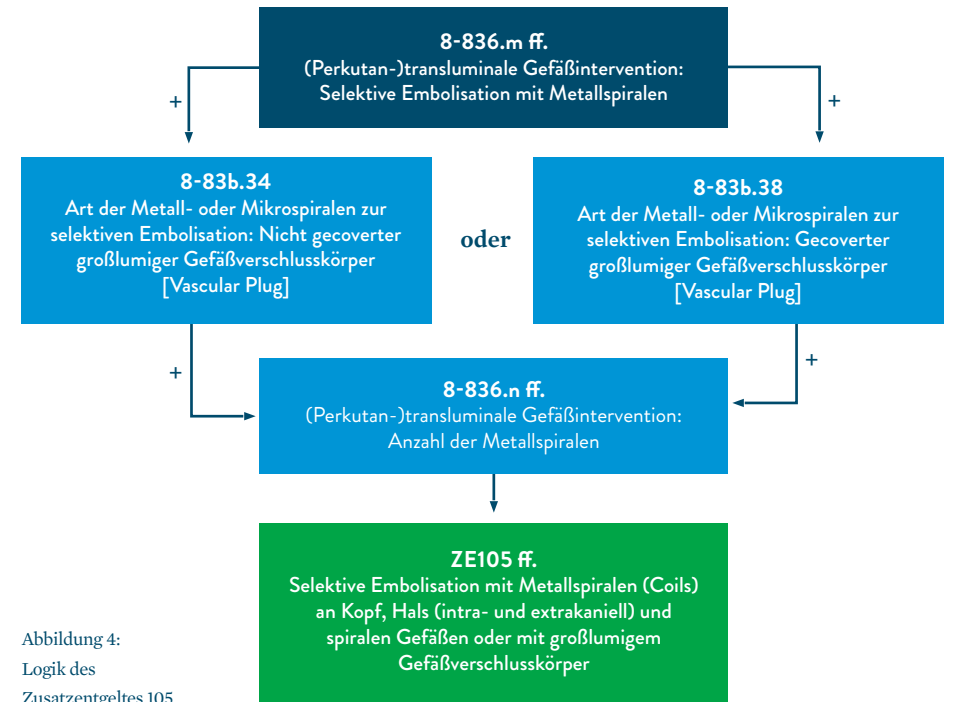 8-836.m ff.
(Perkutan-)transluminale Gefäßintervention:
Selektive Embolisation mit Metallspiralen
+
+
8-83b.34
Art der Metall- oder Mikrospiralen zur
selektiven Embolisation: Nicht gecoverter
großlumiger Gefäßverschlusskörper
[Vascular Plug]
oder
8-83b.38
Art der Metall- oder Mikrospiralen zur
selektiven Embolisation: Gecoverter
großlumiger Gefäßverschlusskörper
[Vascular Plug]
+
+
8-836.n ff.
(Perkutan-)transluminale Gefäßintervention:
Anzahl der Metallspiralen
ZE105 ff.
Selektive Embolisation mit Metallspiralen (Coils)
an Kopf, Hals (intra- und extrakaniell) und
spiralen Gefäßen oder mit großlumigem
Gefäßverschlusskörper
Abbildung 4:
Logik des
Zusatzentgeltes 105